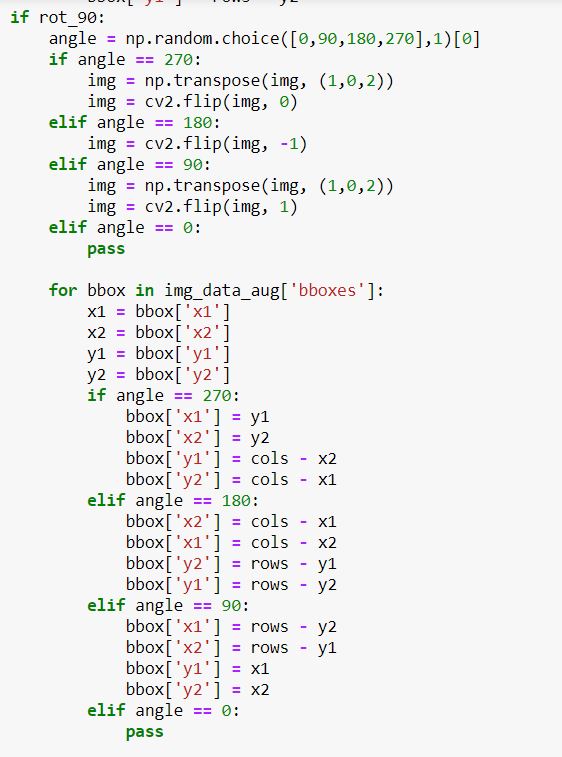 if rot_90:
    angle = np.random.choice([0,90,180,270],1)[0]
    if angle == 270:
        img = np.transpose(img, (1,0,2))
        img = cv2.flip(img, 0)
    elif angle == 180:
        img = cv2.flip(img, -1)
    elif angle == 90:
        img = np.transpose(img, (1,0,2))
        img = cv2.flip(img, 1)
    elif angle == 0:
        pass

    for bbox in img_data_aug['bboxes']:
        x1 = bbox['x1']
        x2 = bbox['x2']
        y1 = bbox['y1']
        y2 = bbox['y2']
        if angle == 270:
            bbox['x1'] = y1
            bbox['x2'] = y2
            bbox['y1'] = cols - x2
            bbox['y2'] = cols - x1
        elif angle == 180:
            bbox['x2'] = cols - x1
            bbox['x1'] = cols - x2
            bbox['y2'] = rows - y1
            bbox['y1'] = rows - y2
        elif angle == 90:
            bbox['x1'] = rows - y2
            bbox['x2'] = rows - y1
            bbox['y1'] = x1
            bbox['y2'] = x2
        elif angle == 0:
            pass